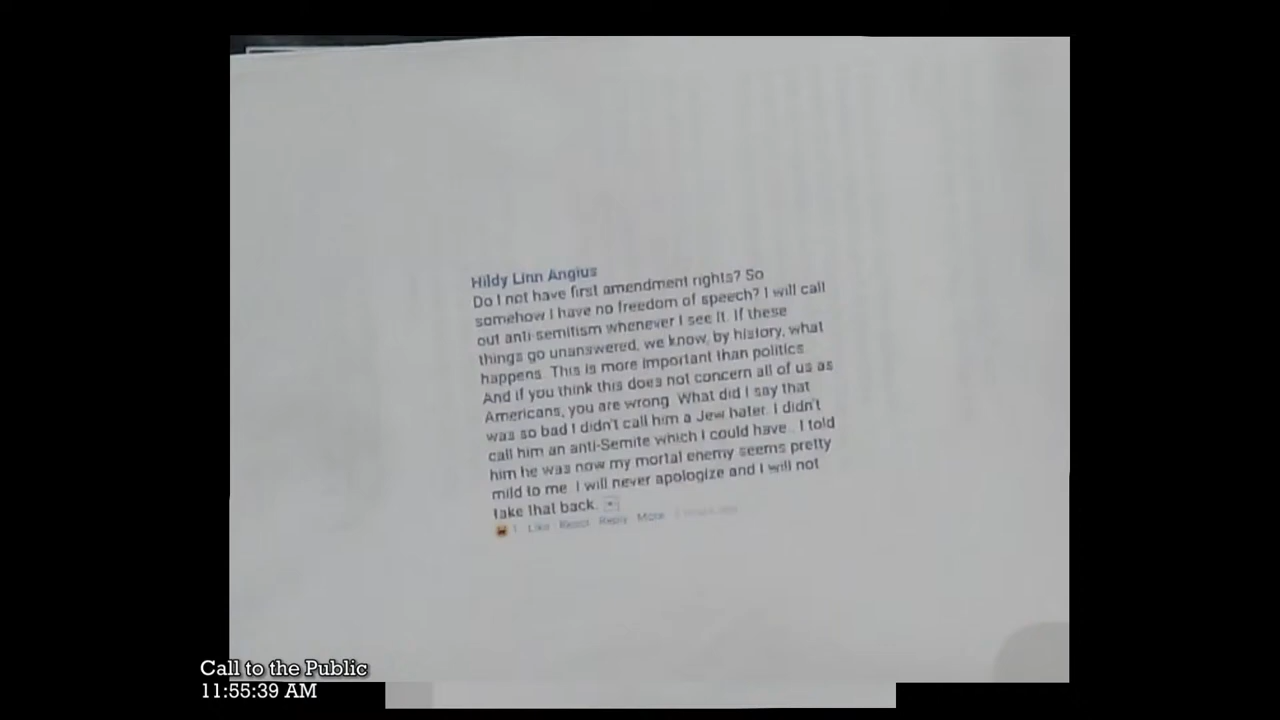 Hildy Linn Angius
Do I not have first amendment rights? So
somehow I have no freedom of speech? I will call
out anti-semitism whenever I see it. If these
things go unanswered, we know, by history, what
happens. This is more important than politics
And if you think this does not concern all of us as
Americans, you are wrong. What did I say that
was so bad I didn't call him a Jew hater. I didn't
call him an anti-Semite which I could have. I told
him he was now my mortal enemy seems pretty
mild to me. I will never apologize and I will not
take that back.
1 Like React Reply More
Call to the Public
11:55:39 AM